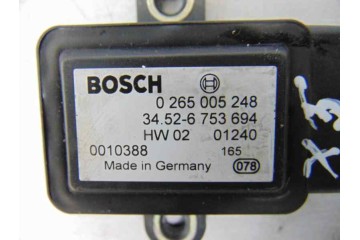 BOSCH
0 265 005 248
34.52-6 753 694
HW 02 01240
0010388 165
Made in Germany 078